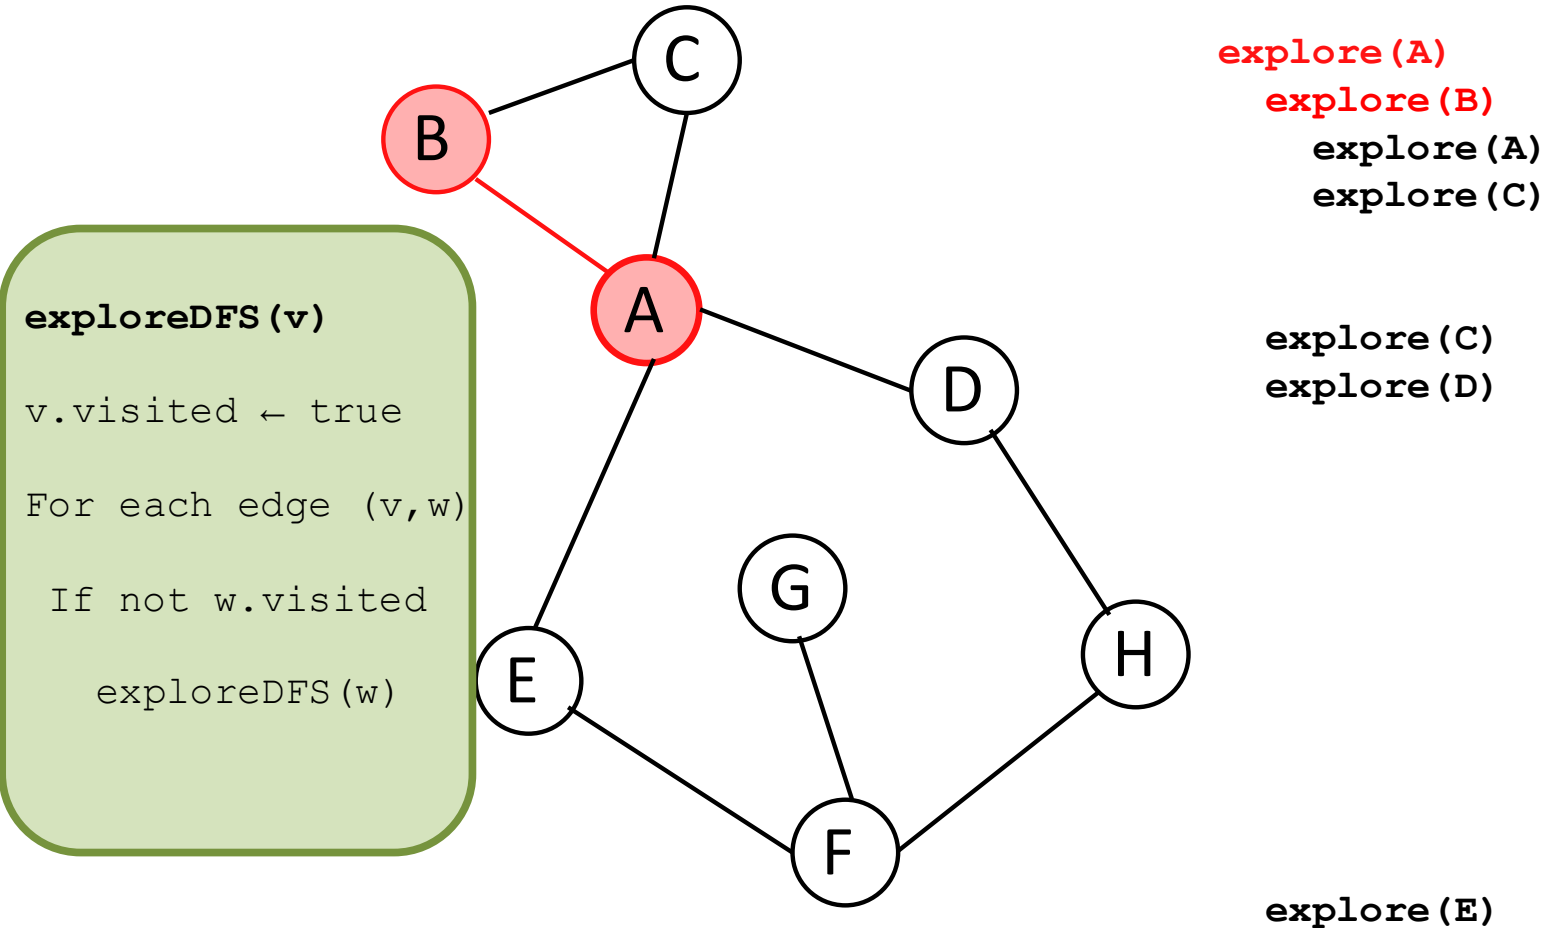 C
B
A
D
G
H
E
F
exploreDFS(v)
v.visited ← true
For each edge (v,w)
If not w.visited
exploreDFS(w)
explore(A)
explore(B)
explore(A)
explore(C)
explore(C)
explore(D)
explore(E)